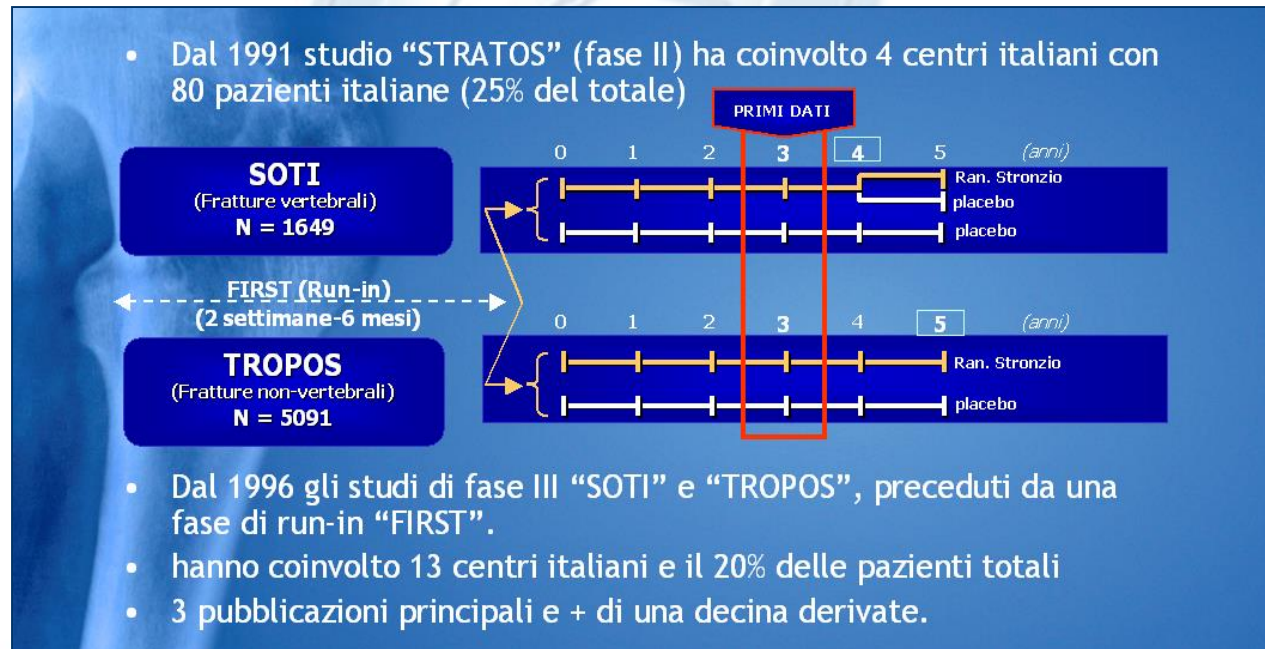 • Dal 1991 studio “STRATOS” (fase II) ha coinvolto 4 centri italiani con
80 pazienti italiane (25% del totale)
PRIMI DATI
SOTI
(Fratture vertebrali)
N = 1649
0 1 2 3 4 5 (anni)
Ran. Stronzio
placebo
placebo
FIRST (Run-in)
(2 settimane-6 mesi)
TROPOS
(Fratture non-vertebrali)
N = 5091
0 1 2 3 4 5 (anni)
Ran. Stronzio
placebo
• Dal 1996 gli studi di fase III “SOTI” e “TROPOS”, preceduti da una
fase di run-in “FIRST”.
• hanno coinvolto 13 centri italiani e il 20% delle pazienti totali
• 3 pubblicazioni principali e + di una decina derivate.